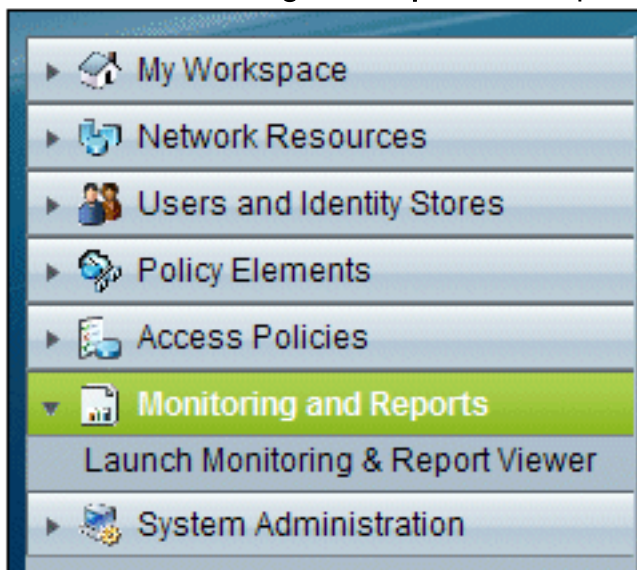 My Workspace
Network Resources
Users and Identity Stores
Policy Elements
Access Policies
Monitoring and Reports
Launch Monitoring & Report Viewer
System Administration